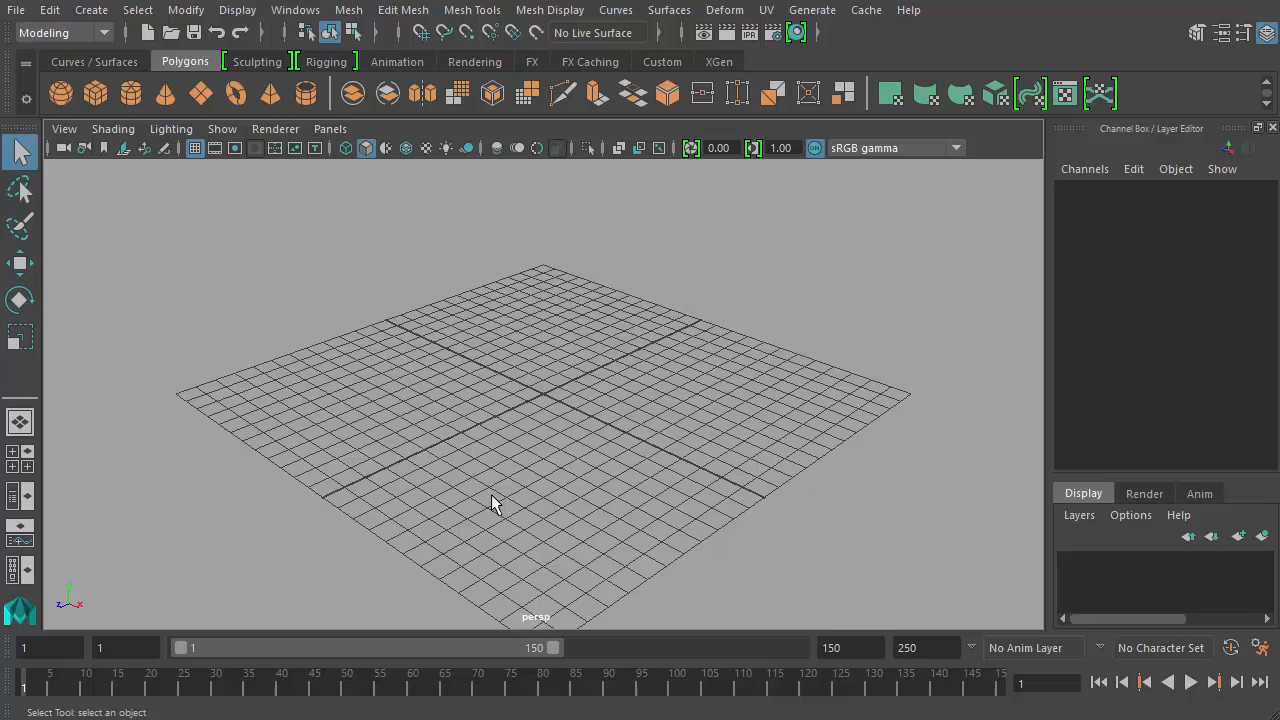 File Edit Create Select Modify Display Windows Mesh Edit Mesh Mesh Tools Mesh Display Curves Surfaces Deform UV Generate Cache Help
Modeling No Live Surface
Curves / Surfaces Polygons Sculpting Rigging Animation Rendering FX FX Caching Custom XGen
View Shading Lighting Show Renderer Panels
0.00 1.00 ON sRGB gamma
Channel Box / Layer Editor
Channels Edit Object Show
Display Render Anim
Layers Options Help
z x
persp
1 1 1 150 150 250 No Anim Layer No Character Set
1 5 10 15 20 25 30 35 40 45 50 55 60 65 70 75 80 85 90 95 100 105 110 115 120 125 130 135 140 145 15 1
Select Tool: select an object